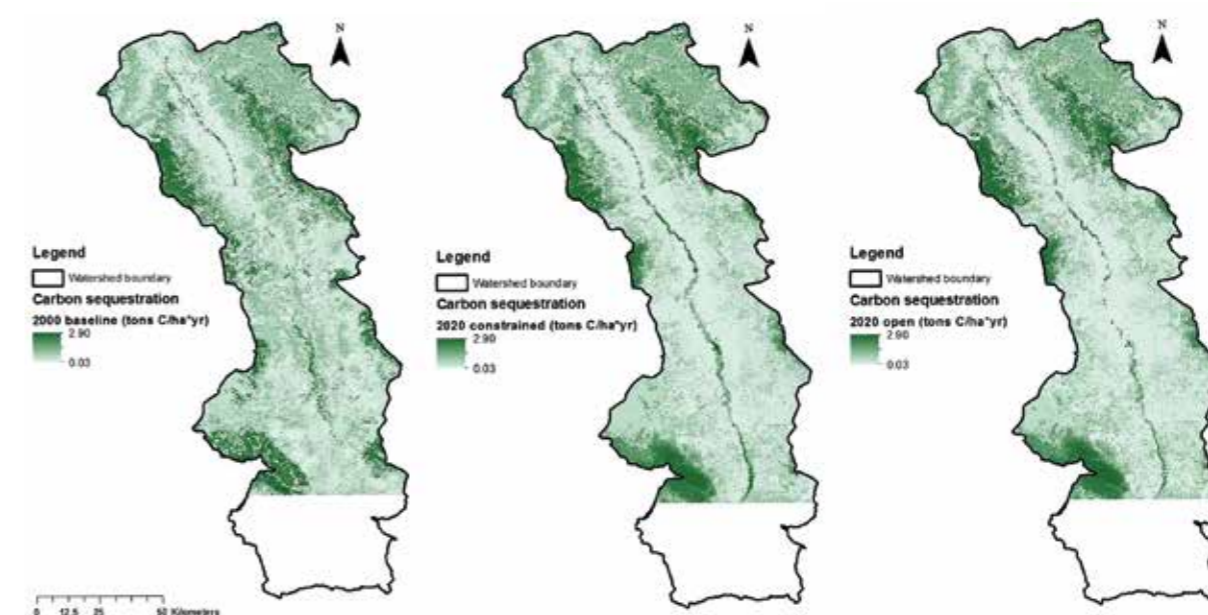 N
Legend
Watershed boundary
Carbon sequestration
2000 baseline (tons C/ha*yr)
2.90
0.03
0 12.5 25 50 Kilometers
N
Legend
Watershed boundary
Carbon sequestration
2020 constrained (tons C/ha*yr)
2.90
0.03
N
Legend
Watershed boundary
Carbon sequestration
2020 open (tons C/ha*yr)
2.90
0.03